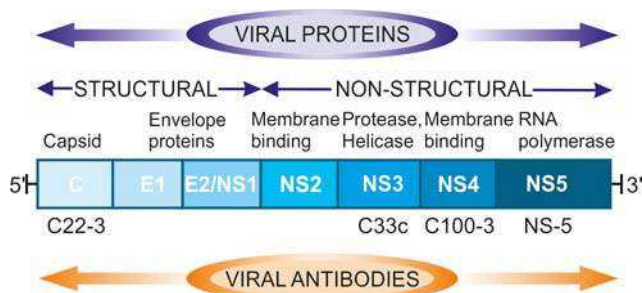 VIRAL PROTEINS
STRUCTURAL NON-STRUCTURAL
Capsid Envelope proteins Membrane binding Protease, Helicase Membrane binding RNA polymerase
5' C E1 E2/NS1 NS2 NS3 NS4 NS5 3'
C22-3 C33c C100-3 NS-5
VIRAL ANTIBODIES